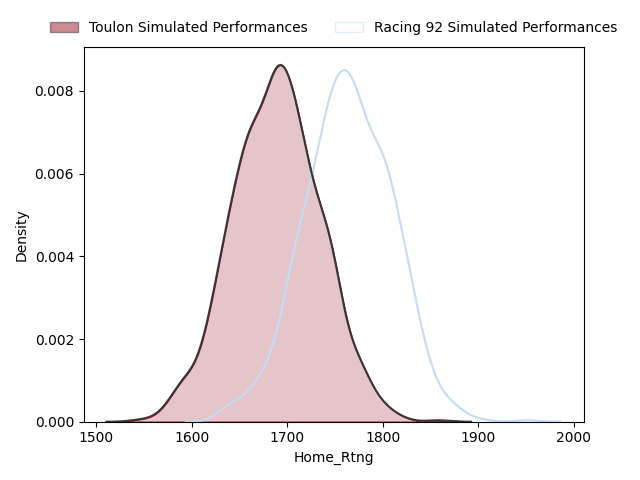 Toulon Simulated Performances Racing 92 Simulated Performances
0.008
0.006
0.004
0.002
0.000
Density
1500 1600 1700 1800 1900 2000
Home_Rtng